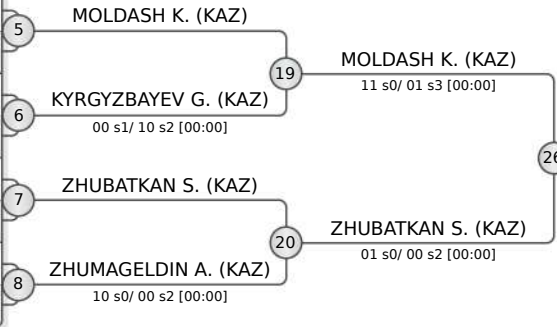 MOLDASH K. (KAZ)
5
19
MOLDASH K. (KAZ)
11 s0/ 01 s3 [00:00]
KYRGYZBAYEV G. (KAZ)
6
00 s1/ 10 s2 [00:00]
26
ZHUBATKAN S. (KAZ)
7
20
ZHUBATKAN S. (KAZ)
01 s0/ 00 s2 [00:00]
ZHUMAGELDIN A. (KAZ)
8
10 s0/ 00 s2 [00:00]